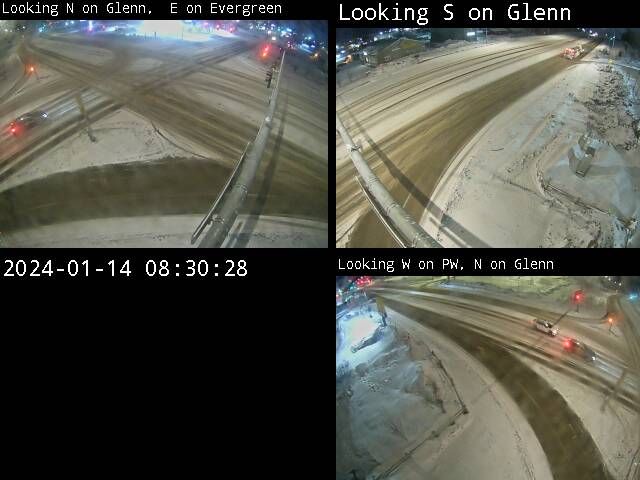 Looking N on Glenn, E on Evergreen
Looking S on Glenn
2024-01-14 08:30:28
Looking W on PW, N on Glenn